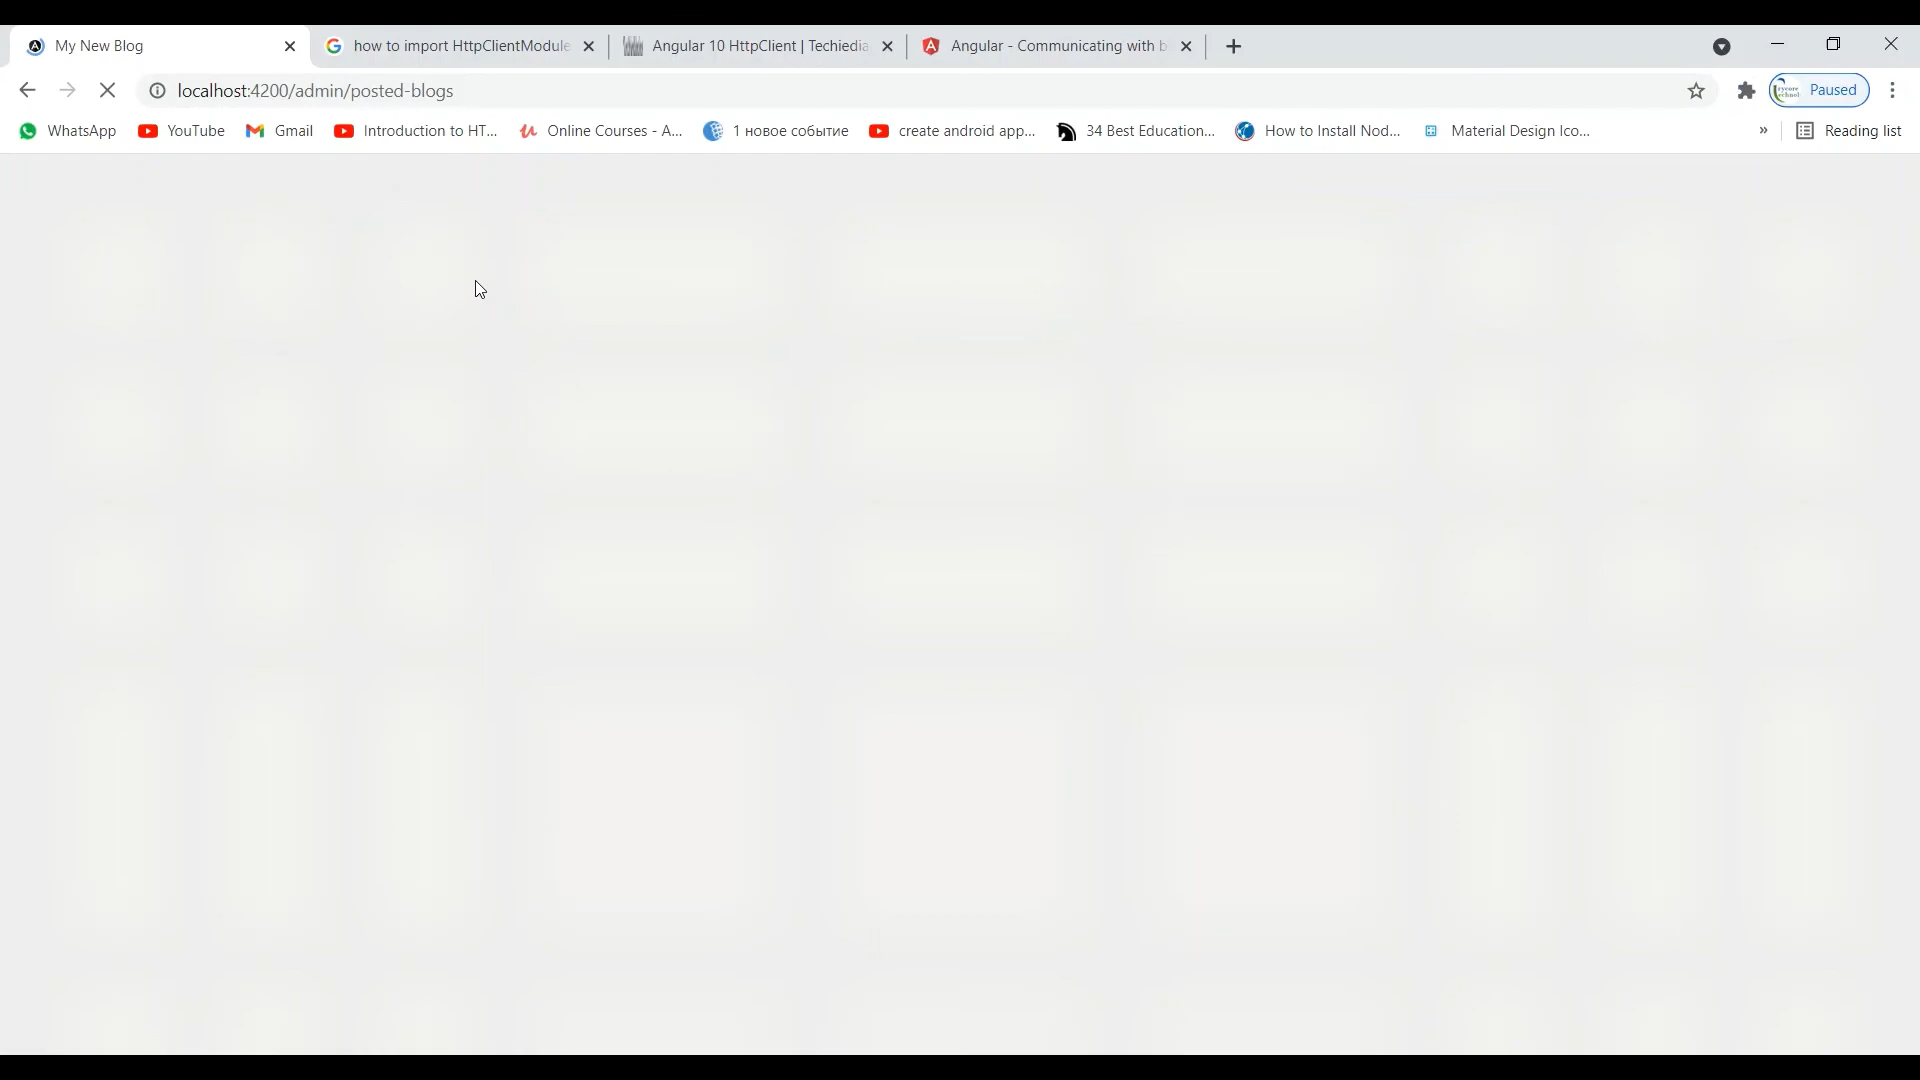 My New Blog
how to import HttpClientModule
Angular 10 HttpClient | Techiedia
Angular - Communicating with b
localhost:4200/admin/posted-blogs
Paused
WhatsApp
YouTube
Gmail
Introduction to HT...
Online Courses - A...
1 новое событие
create android app...
34 Best Education...
How to Install Nod...
Material Design Ico...
»
Reading list